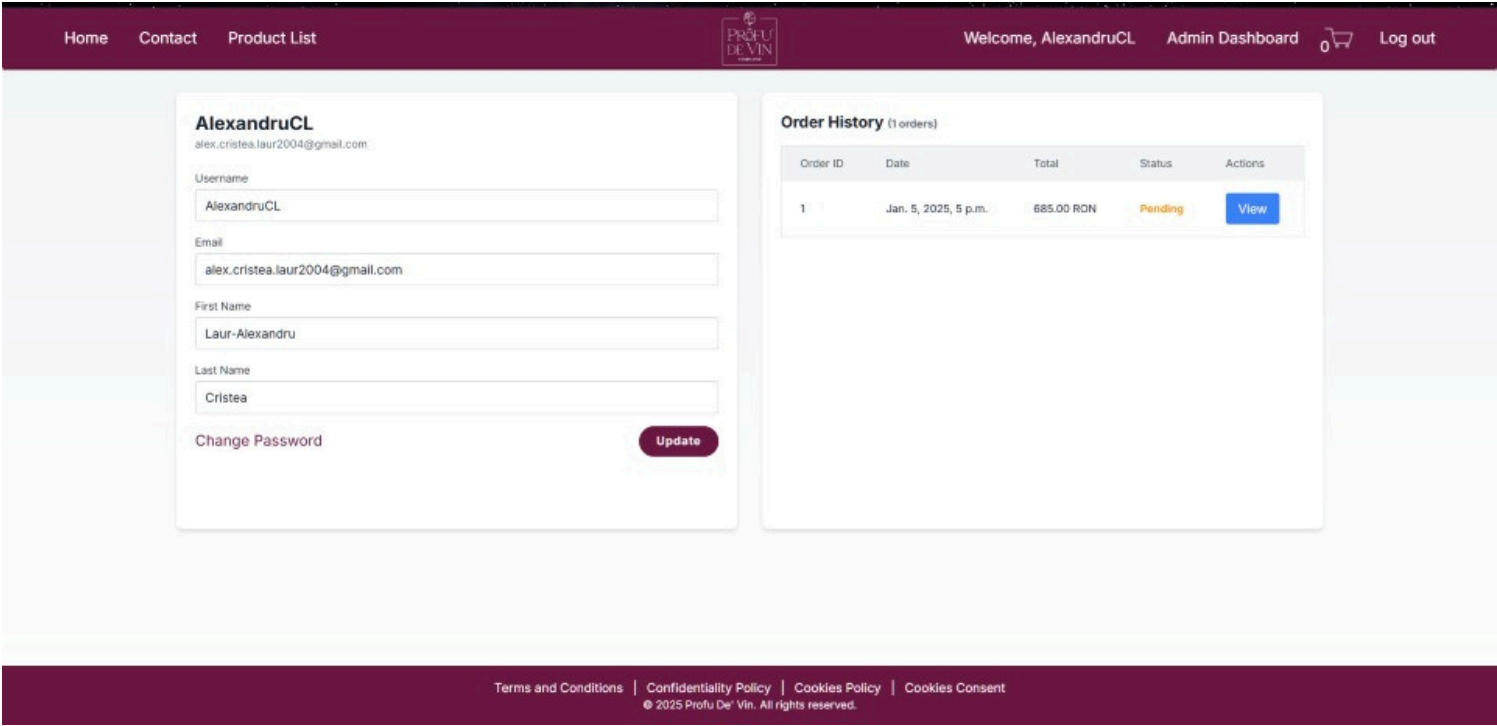 Home Contact Product List
PROFU'
DE VIN
Welcome, AlexandruCL Admin Dashboard 0 Log out
AlexandruCL
alex.cristea.laur2004@gmail.com
Username
AlexandruCL
Email
alex.cristea.laur2004@gmail.com
First Name
Laur-Alexandru
Last Name
Cristea
Change Password Update
Order History (1 orders)
Order ID Date Total Status Actions
1 Jan. 5, 2025, 5 p.m. 685.00 RON Pending View
Terms and Conditions | Confidentiality Policy | Cookies Policy | Cookies Consent
© 2025 Profu De' Vin. All rights reserved.